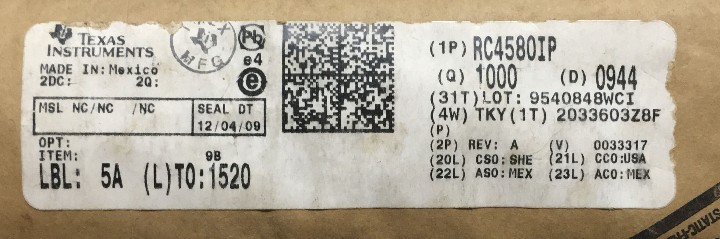 TEXAS
INSTRUMENTS
MFG
Pb
e4
e
MADE IN: Mexico
2DC: 2Q:
MSL NC/NC /NC
SEAL DT
12/04/09
OPT:
ITEM:
9B
LBL: 5A (L)TO:1520
(1P) RC4580IP
(Q) 1000 (D) 0944
(31T)LOT: 9540848WCI
(4W) TKY(1T) 2033603Z8F
(P)
(2P) REV: A (V) 0033317
(20L) CSO:SHE (21L) CCO:USA
(22L) ASO:MEX (23L) ACO:MEX